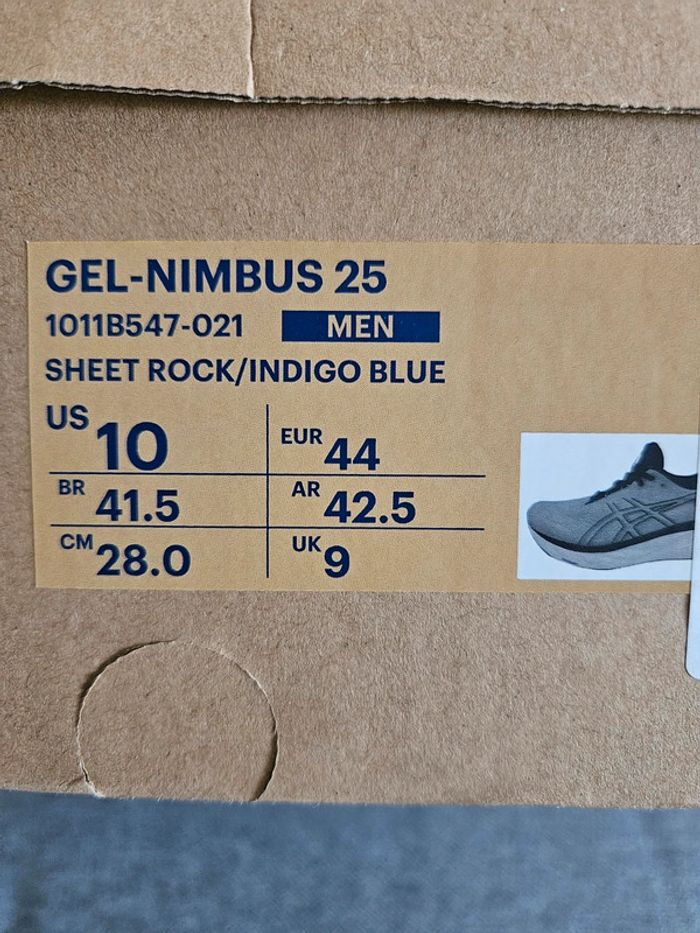 GEL-NIMBUS 25
1011B547-021 MEN
SHEET ROCK/INDIGO BLUE
US 10 EUR 44
BR 41.5 AR 42.5
CM 28.0 UK 9